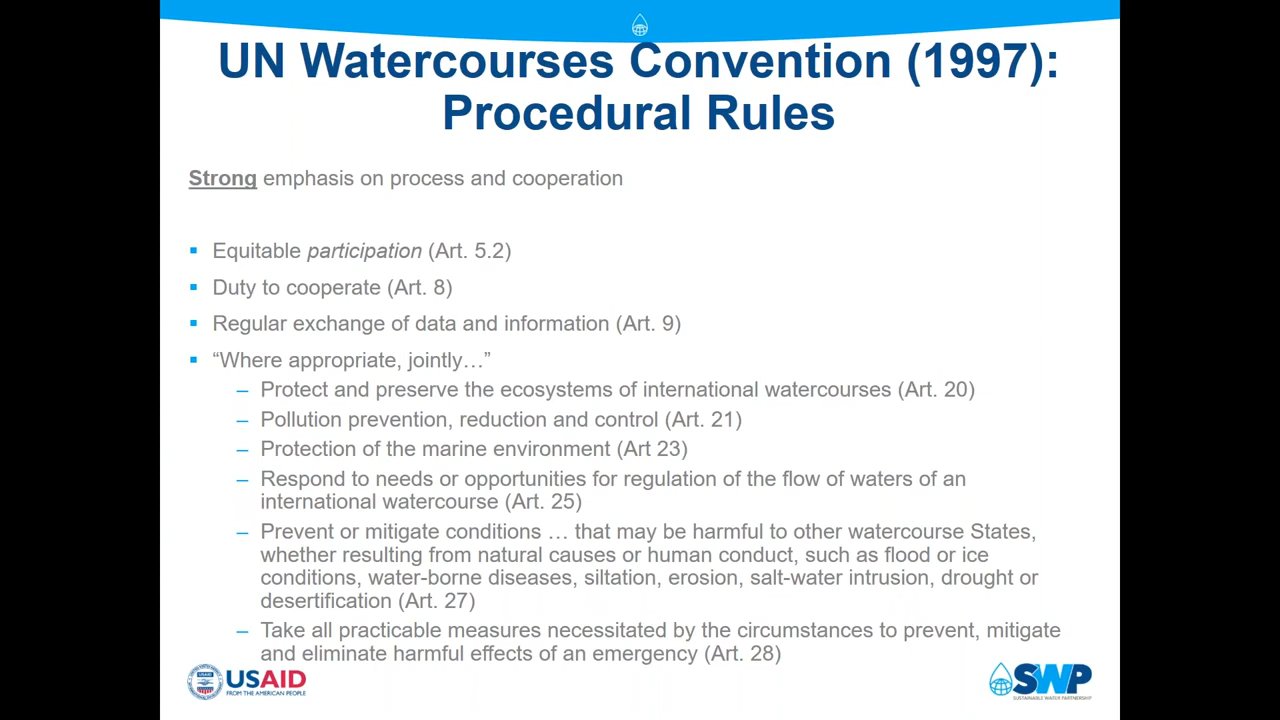 UN Watercourses Convention (1997):
Procedural Rules
Strong emphasis on process and cooperation
▪ Equitable participation (Art. 5.2)
▪ Duty to cooperate (Art. 8)
▪ Regular exchange of data and information (Art. 9)
▪ “Where appropriate, jointly…”
– Protect and preserve the ecosystems of international watercourses (Art. 20)
– Pollution prevention, reduction and control (Art. 21)
– Protection of the marine environment (Art 23)
– Respond to needs or opportunities for regulation of the flow of waters of an
international watercourse (Art. 25)
– Prevent or mitigate conditions … that may be harmful to other watercourse States,
whether resulting from natural causes or human conduct, such as flood or ice
conditions, water-borne diseases, siltation, erosion, salt-water intrusion, drought or
desertification (Art. 27)
– Take all practicable measures necessitated by the circumstances to prevent, mitigate
and eliminate harmful effects of an emergency (Art. 28)
USAID
FROM THE AMERICAN PEOPLE
SWP
SUSTAINABLE WATER PARTNERSHIP